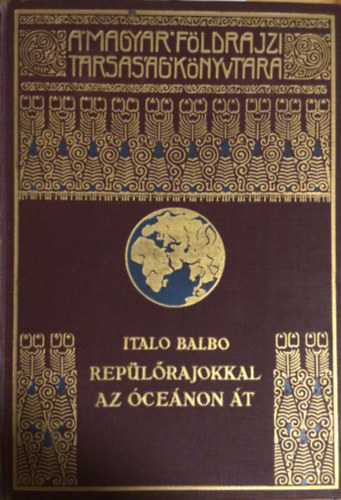 A MAGYAR FÖLDRAJZI
TÁRSASÁG KÖNYVTÁRA
ITALO BALBO
REPÜLŐRAJOKKAL
AZ ÓCEÁNON ÁT